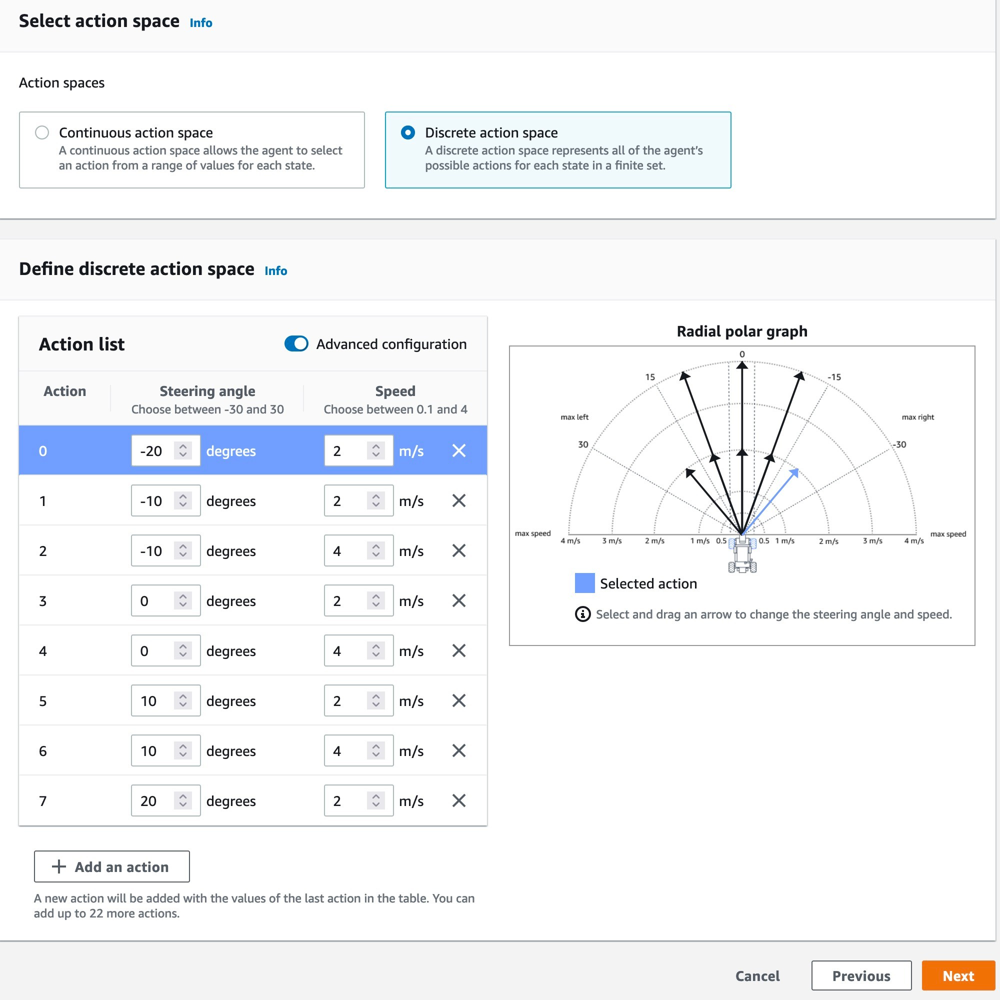 Select action space Info
Action spaces
Continuous action space
A continuous action space allows the agent to select
an action from a range of values for each state.
Discrete action space
A discrete action space represents all of the agent's
possible actions for each state in a finite set.
Define discrete action space Info
Action list Advanced configuration
Action Steering angle Speed
Choose between -30 and 30 Choose between 0.1 and 4
0 -20 degrees 2 m/s
1 -10 degrees 2 m/s
2 -10 degrees 4 m/s
3 0 degrees 2 m/s
4 0 degrees 4 m/s
5 10 degrees 2 m/s
6 10 degrees 4 m/s
7 20 degrees 2 m/s
Add an action
A new action will be added with the values of the last action in the table. You can
add up to 22 more actions.
Radial polar graph
0
15 -15
max left max right
30 -30
max speed max speed
4 m/s 3 m/s 2 m/s 1 m/s 0.5 0.5 1 m/s 2 m/s 3 m/s 4 m/s
Selected action
Select and drag an arrow to change the steering angle and speed.
Cancel Previous Next